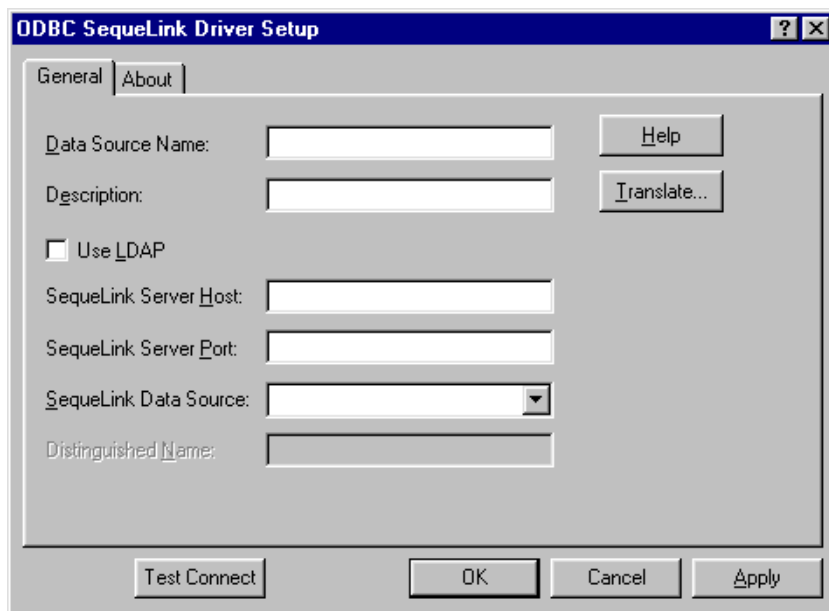 ODBC SequeLink Driver Setup
General About
Data Source Name: Help
Description: Translate...
Use LDAP
SequeLink Server Host:
SequeLink Server Port:
SequeLink Data Source:
Distinguished Name:
Test Connect OK Cancel Apply